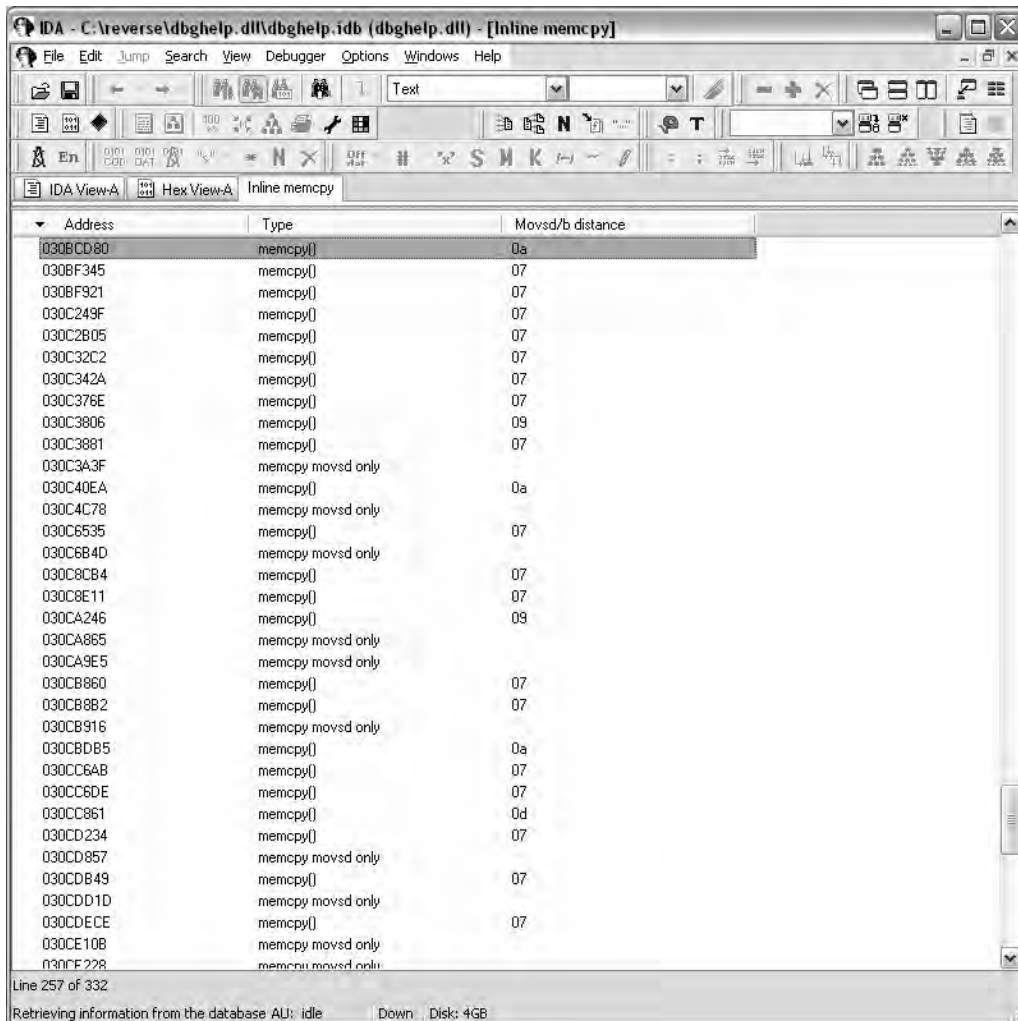 IDA - C:\reverse\dbghelp.dll\dbghelp.idb (dbghelp.dll) - [Inline memcpy]
File Edit Jump Search View Debugger Options Windows Help
Text
En
IDA View-A Hex View-A Inline memcpy
Address Type Movsd/b distance
030BCD80 memcpy() 0a
030BF345 memcpy() 07
030BF921 memcpy() 07
030C249F memcpy() 07
030C2B05 memcpy() 07
030C32C2 memcpy() 07
030C342A memcpy() 07
030C376E memcpy() 07
030C3806 memcpy() 09
030C3881 memcpy() 07
030C3A3F memcpy movsd only
030C40EA memcpy() 0a
030C4C78 memcpy movsd only
030C6535 memcpy() 07
030C6B4D memcpy movsd only
030C8CB4 memcpy() 07
030C8E11 memcpy() 07
030CA246 memcpy() 09
030CA865 memcpy movsd only
030CA9E5 memcpy movsd only
030CB860 memcpy() 07
030CB8B2 memcpy() 07
030CB916 memcpy movsd only
030CBDB5 memcpy() 0a
030CC6AB memcpy() 07
030CC6DE memcpy() 07
030CC861 memcpy() 0d
030CD234 memcpy() 07
030CD857 memcpy movsd only
030CDB49 memcpy() 07
030CDD1D memcpy movsd only
030CDECE memcpy() 07
030CE10B memcpy movsd only
030CE228 memcpy movsd only
Line 257 of 332
Retrieving information from the database AU: idle Down Disk: 4GB